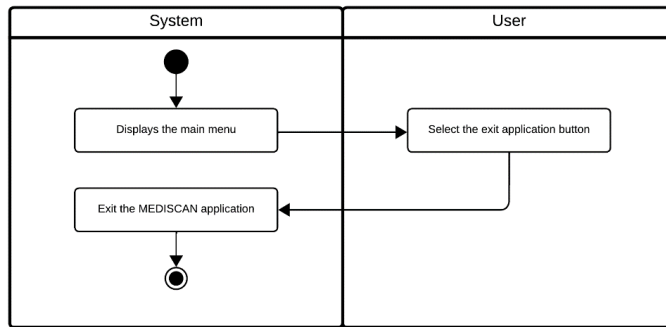 System
User
Displays the main menu
Select the exit application button
Exit the MEDISCAN application